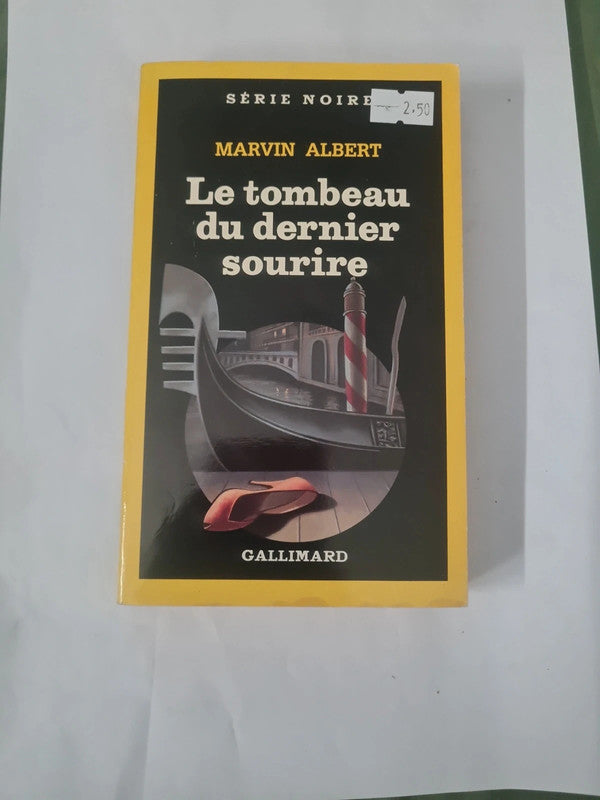 SÉRIE NOIRE
2.50
MARVIN ALBERT
Le tombeau
du dernier
sourire
GALLIMARD